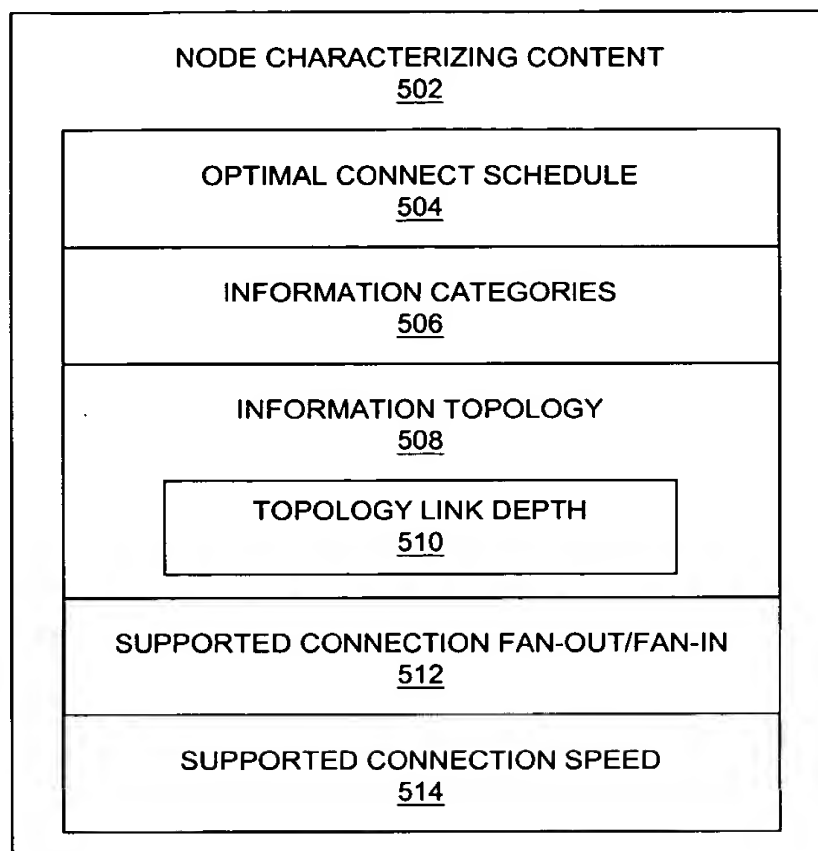 NODE CHARACTERIZING CONTENT
502
OPTIMAL CONNECT SCHEDULE
504
INFORMATION CATEGORIES
506
INFORMATION TOPOLOGY
508
TOPOLOGY LINK DEPTH
510
SUPPORTED CONNECTION FAN-OUT/FAN-IN
512
SUPPORTED CONNECTION SPEED
514